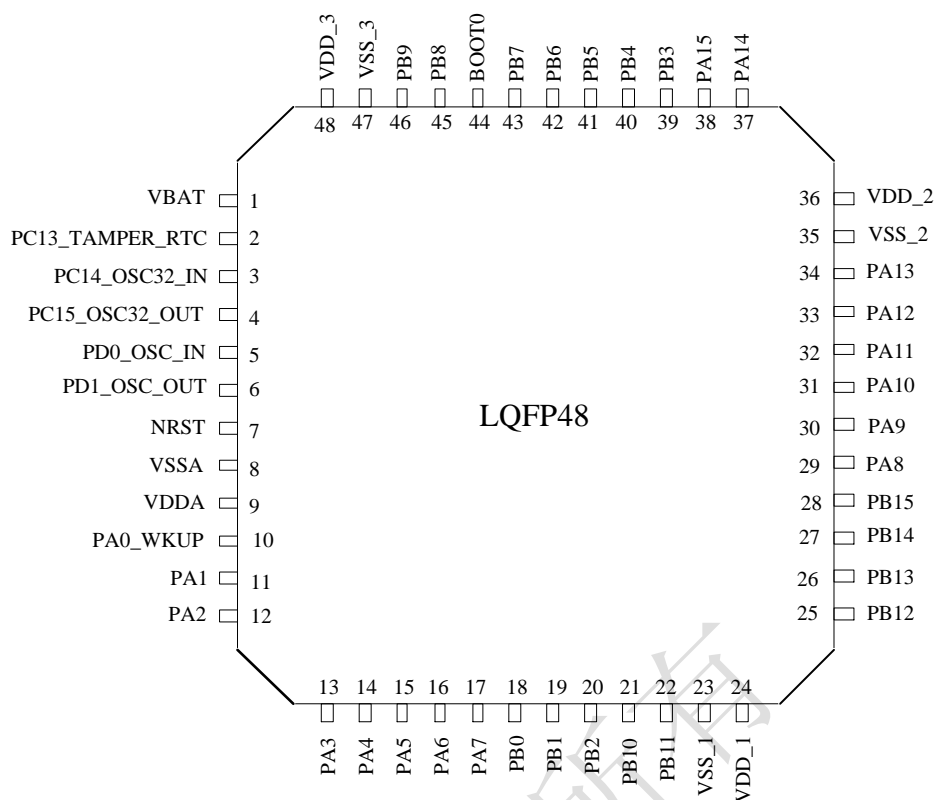 VDD_3
VSS_3
PB9
PB8
BOOT0
PB7
PB6
PB5
PB4
PB3
PA15
PA14
48
47
46
45
44
43
42
41
40
39
38
37
VBAT 1
PC13_TAMPER_RTC 2
PC14_OSC32_IN 3
PC15_OSC32_OUT 4
PD0_OSC_IN 5
PD1_OSC_OUT 6
NRST 7
VSSA 8
VDDA 9
PA0_WKUP 10
PA1 11
PA2 12
LQFP48
36 VDD_2
35 VSS_2
34 PA13
33 PA12
32 PA11
31 PA10
30 PA9
29 PA8
28 PB15
27 PB14
26 PB13
25 PB12
13
14
15
16
17
18
19
20
21
22
23
24
PA3
PA4
PA5
PA6
PA7
PB0
PB1
PB2
PB10
PB11
VSS_1
VDD_1
所有